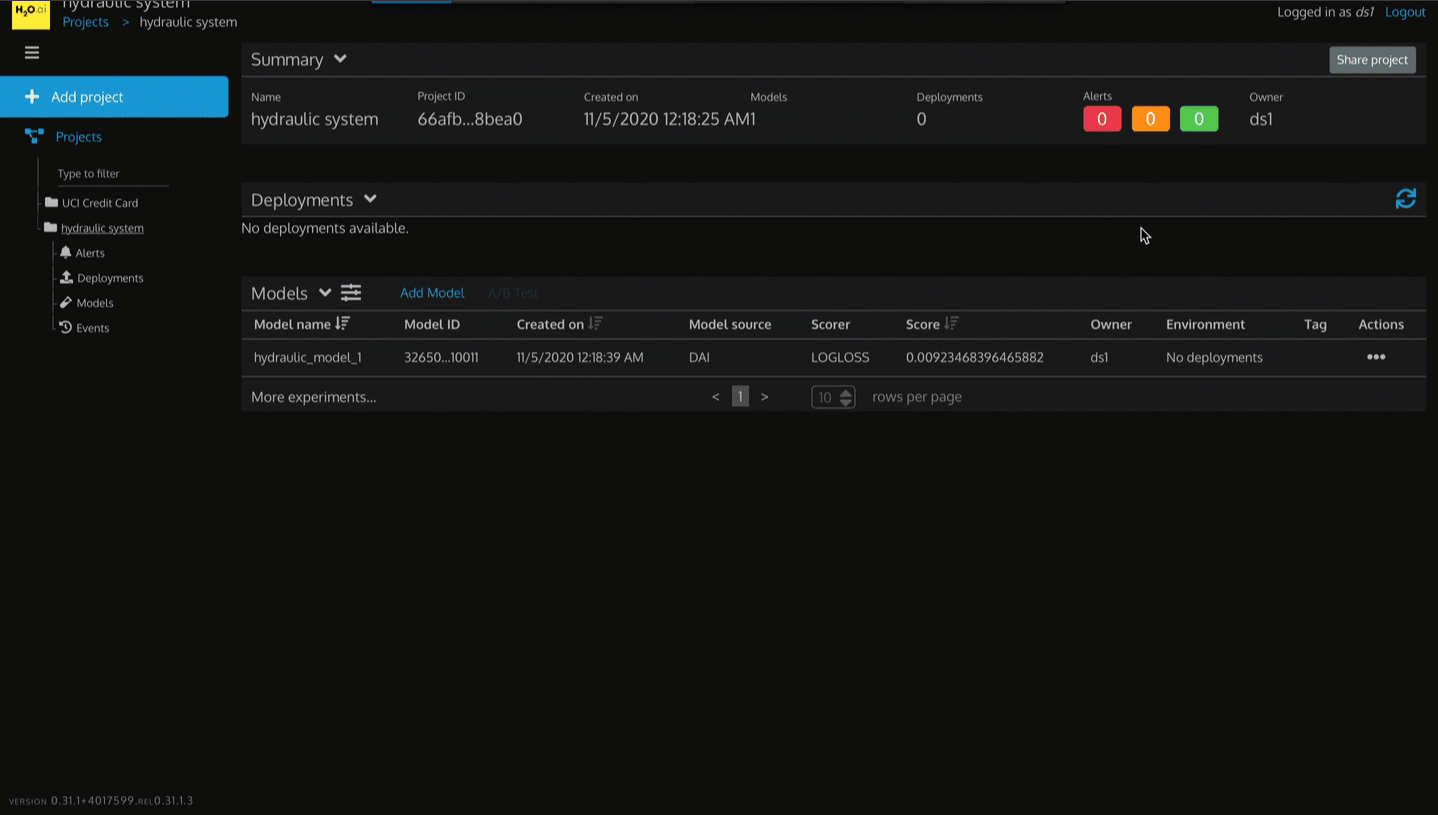 H2O.ai
hydraulic system
Projects > hydraulic system
Logged in as ds1 Logout
Add project
Projects
Type to filter
UCI Credit Card
hydraulic system
Alerts
Deployments
Models
Events
Summary
Share project
Name Project ID Created on Models Deployments Alerts Owner
hydraulic system 66afb...8bea0 11/5/2020 12:18:25 AM1 0 0 0 0 ds1
Deployments
No deployments available.
Models Add Model A/B Test
Model name Model ID Created on Model source Scorer Score Owner Environment Tag Actions
hydraulic_model_1 32650...10011 11/5/2020 12:18:39 AM DAI LOGLOSS 0.00923468396465882 ds1 No deployments •••
More experiments... < 1 > 10 rows per page
VERSION 0.31.1+4017599.REL0.31.1.3